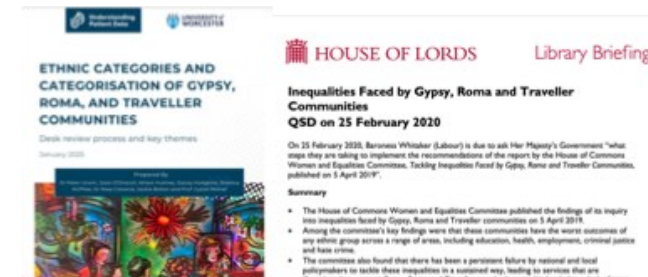 Understanding
Patient Data
UNIVERSITY of
WORCESTER
ETHNIC CATEGORIES AND
CATEGORISATION OF GYPSY,
ROMA, AND TRAVELLER
COMMUNITIES
Desk review process and key themes
January 2025
Prepared By
HOUSE OF LORDS
Library Briefing
Inequalities Faced by Gypsy, Roma and Traveller
Communities
QSD on 25 February 2020
On 25 February 2020, Baroness Whitaker (Labour) is due to ask Her Majesty's Government "what
steps they are taking to implement the recommendations of the report by the House of Commons
Women and Equalities Committee, Tackling Inequalities Faced by Gypsy, Roma and Traveller Communities,
published on 5 April 2019".
Summary
• The House of Commons Women and Equalities Committee published the findings of its inquiry
into inequalities faced by Gypsy, Roma and Traveller communities on 5 April 2019.
• Among the committee's key findings were that these communities have the worst outcomes of
any ethnic group across a range of areas, including education, health, employment, criminal justice
and hate crime.
• The committee also found that there has been a persistent failure by national and local
policymakers to tackle these inequalities in a sustained way, leading to services that are